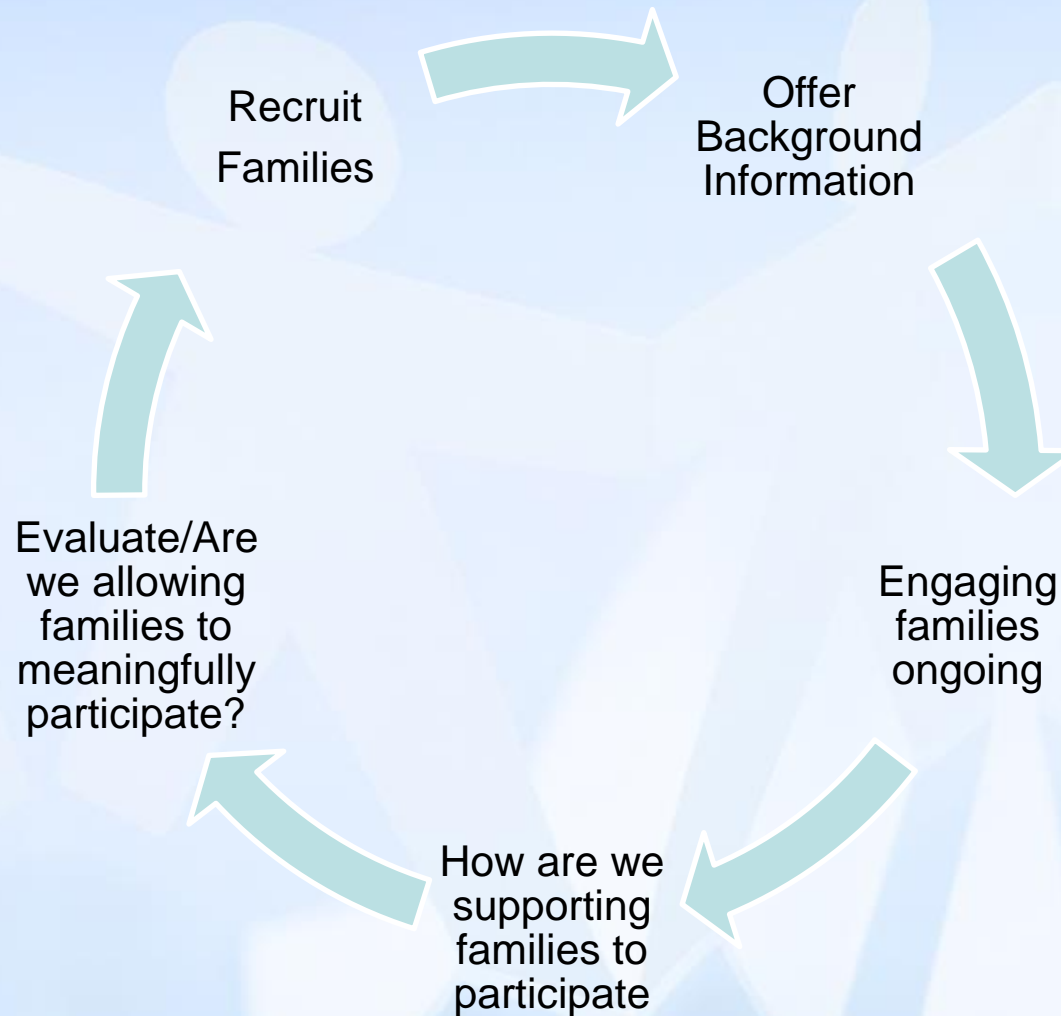 Recruit
Families
Offer
Background
Information
Engaging
families
ongoing
How are we
supporting
families to
participate
Evaluate/Are
we allowing
families to
meaningfully
participate?